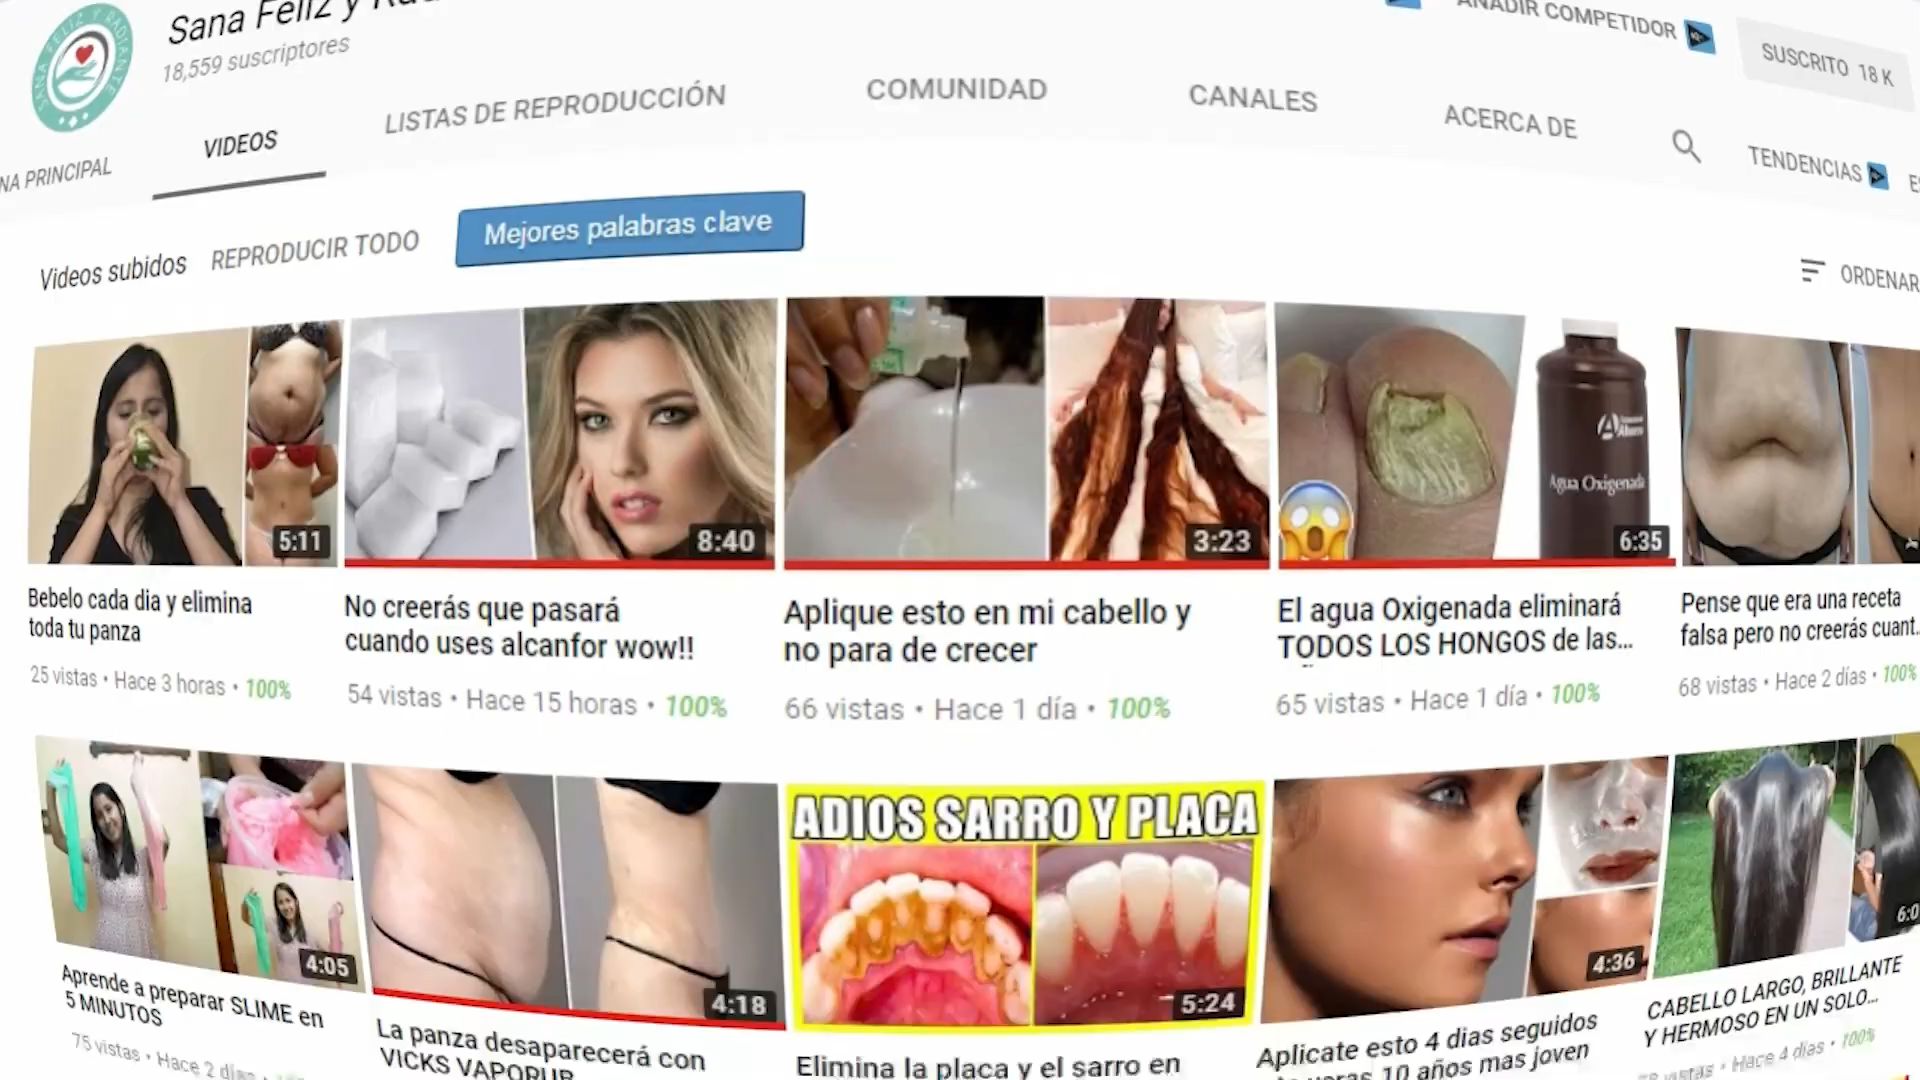 Sana Feliz y
18,559 suscriptores
SANA FELIZ Y RADIANTE
AÑADIR COMPETIDOR
SUSCRITO 18 K
NA PRINCIPAL
VIDEOS
LISTAS DE REPRODUCCIÓN
COMUNIDAD
CANALES
ACERCA DE
TENDENCIAS
Videos subidos
REPRODUCIR TODO
Mejores palabras clave
ORDENAR
5:11
8:40
3:23
Agua Oxigenada
6:35
Bebelo cada dia y elimina
toda tu panza
25 vistas • Hace 3 horas • 100%
No creerás que pasará
cuando uses alcanfor wow!!
54 vistas • Hace 15 horas • 100%
Aplique esto en mi cabello y
no para de crecer
66 vistas • Hace 1 día • 100%
El agua Oxigenada eliminará
TODOS LOS HONGOS de las...
65 vistas • Hace 1 día • 100%
Pense que era una receta
falsa pero no creerás cuant...
68 vistas • Hace 2 días • 100%
4:05
4:18
ADIOS SARRO Y PLACA
5:24
4:36
6:0
Aprende a preparar SLIME en
5 MINUTOS
75 vistas • Hace 2 días
La panza desaparecerá con
VICKS VAPORUB
Elimina la placa y el sarro en
Aplicate esto 4 dias seguidos
10 años mas joven
CABELLO LARGO, BRILLANTE
Y HERMOSO EN UN SOLO...
vistas • Hace 4 días • 100%